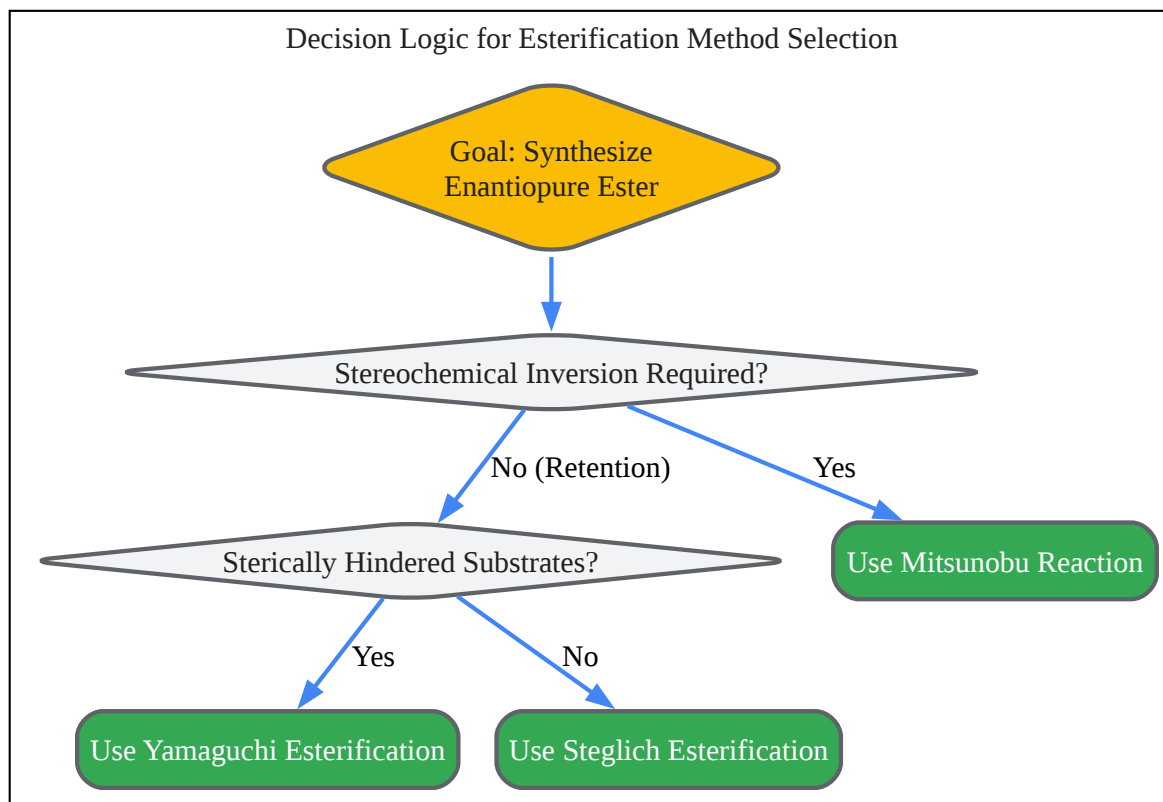 Decision Logic for Esterification Method Selection
Goal: Synthesize
Enantiopure Ester
Stereochemical Inversion Required?
No (Retention)
Yes
Sterically Hindered Substrates?
Use Mitsunobu Reaction
Yes
No
Use Yamaguchi Esterification
Use Steglich Esterification